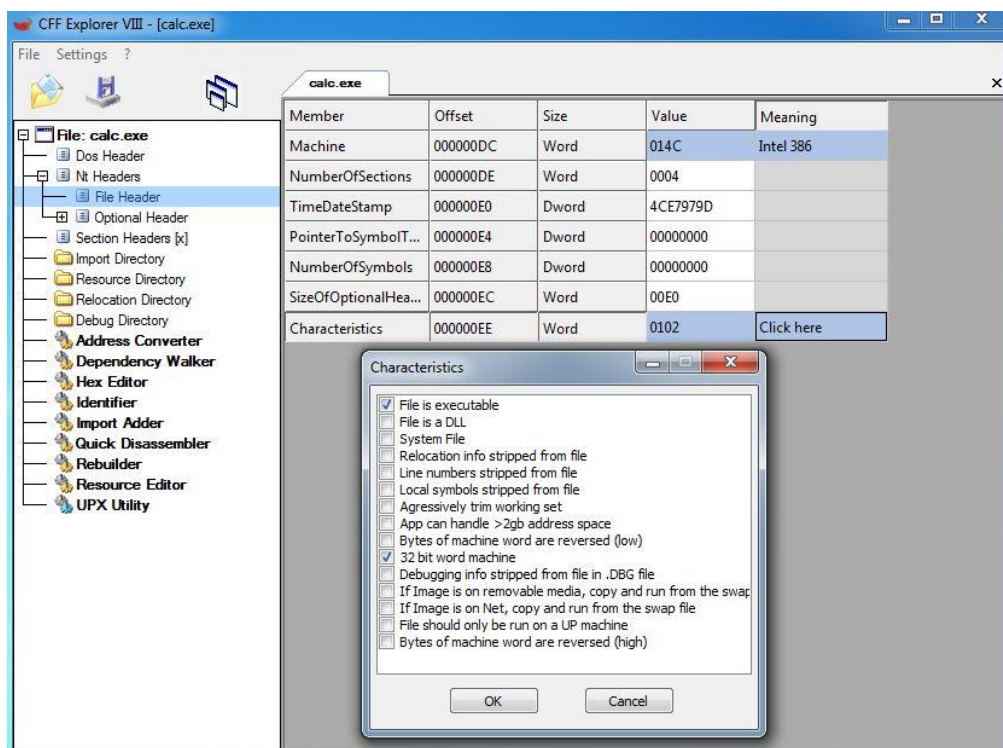 CFF Explorer VIII - [calc.exe]
File Settings ?
calc.exe
File: calc.exe
Dos Header
Nt Headers
File Header
Optional Header
Section Headers [x]
Import Directory
Resource Directory
Relocation Directory
Debug Directory
Address Converter
Dependency Walker
Hex Editor
Identifier
Import Adder
Quick Disassembler
Rebuilder
Resource Editor
UPX Utility
Member Offset Size Value Meaning
Machine 000000DC Word 014C Intel 386
NumberOfSections 000000DE Word 0004
TimeDateStamp 000000E0 Dword 4CE7979D
PointerToSymbolT... 000000E4 Dword 00000000
NumberOfSymbols 000000E8 Dword 00000000
SizeOfOptionalHea... 000000EC Word 00E0
Characteristics 000000EE Word 0102 Click here
Characteristics
File is executable
File is a DLL
System File
Relocation info stripped from file
Line numbers stripped from file
Local symbols stripped from file
Agressively trim working set
App can handle >2gb address space
Bytes of machine word are reversed (low)
32 bit word machine
Debugging info stripped from file in .DBG file
If Image is on removable media, copy and run from the swap
If Image is on Net, copy and run from the swap file
File should only be run on a UP machine
Bytes of machine word are reversed (high)
OK Cancel